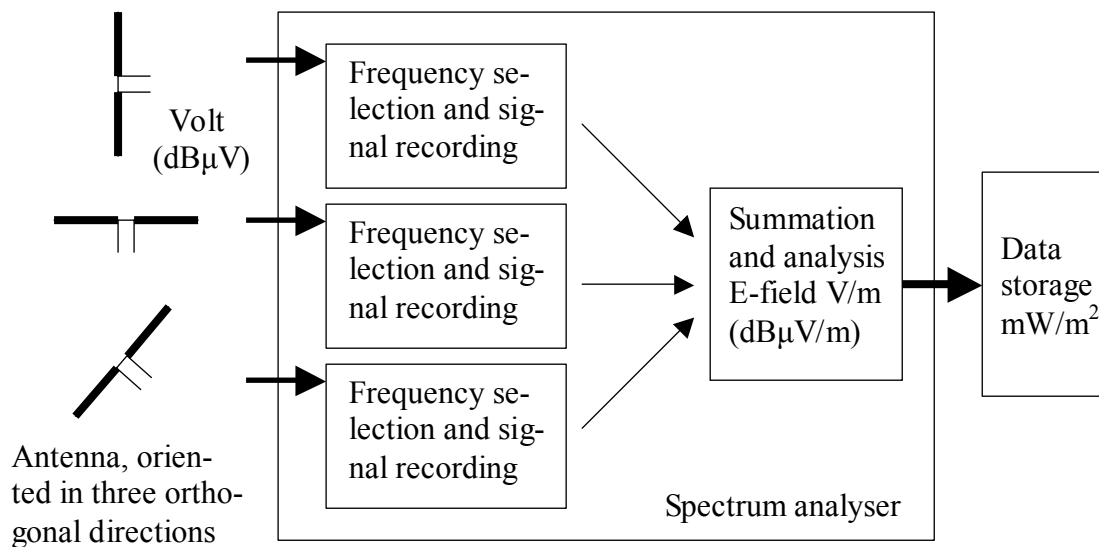 Volt
(dBµV)
Antenna, orien-
ted in three ortho-
gonal directions
Frequency se-
lection and sig-
nal recording
Frequency se-
lection and sig-
nal recording
Frequency se-
lection and sig-
nal recording
Summation
and analysis
E-field V/m
(dBµV/m)
Spectrum analyser
Data
storage
mW/m²